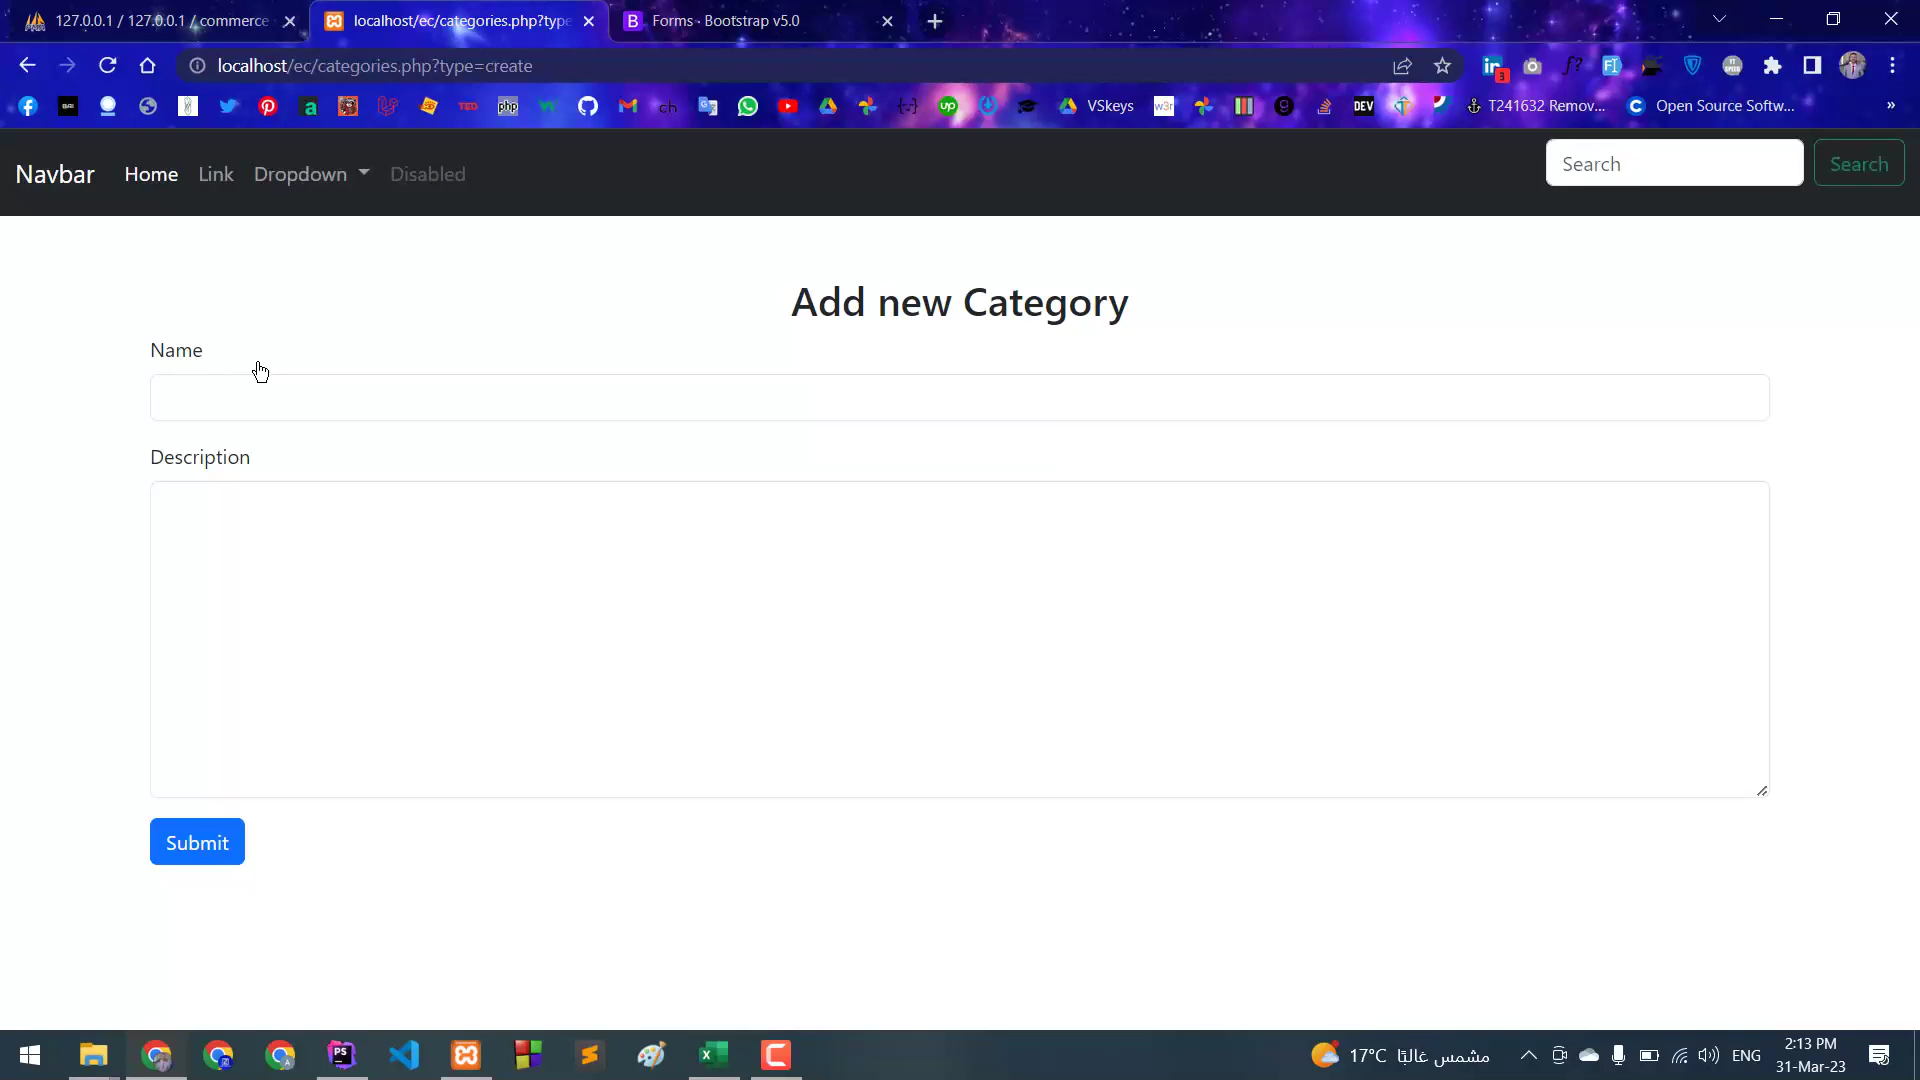 127.0.0.1 / 127.0.0.1 / commerce
localhost/ec/categories.php?type
Forms · Bootstrap v5.0
localhost/ec/categories.php?type=create
VSkeys
T241632 Remov...
Open Source Softw...
Navbar
Home
Link
Dropdown
Disabled
Search
Search
Add new Category
Name
Description
Submit
17°C مشمس غالبًا
ENG
2:13 PM
31-Mar-23